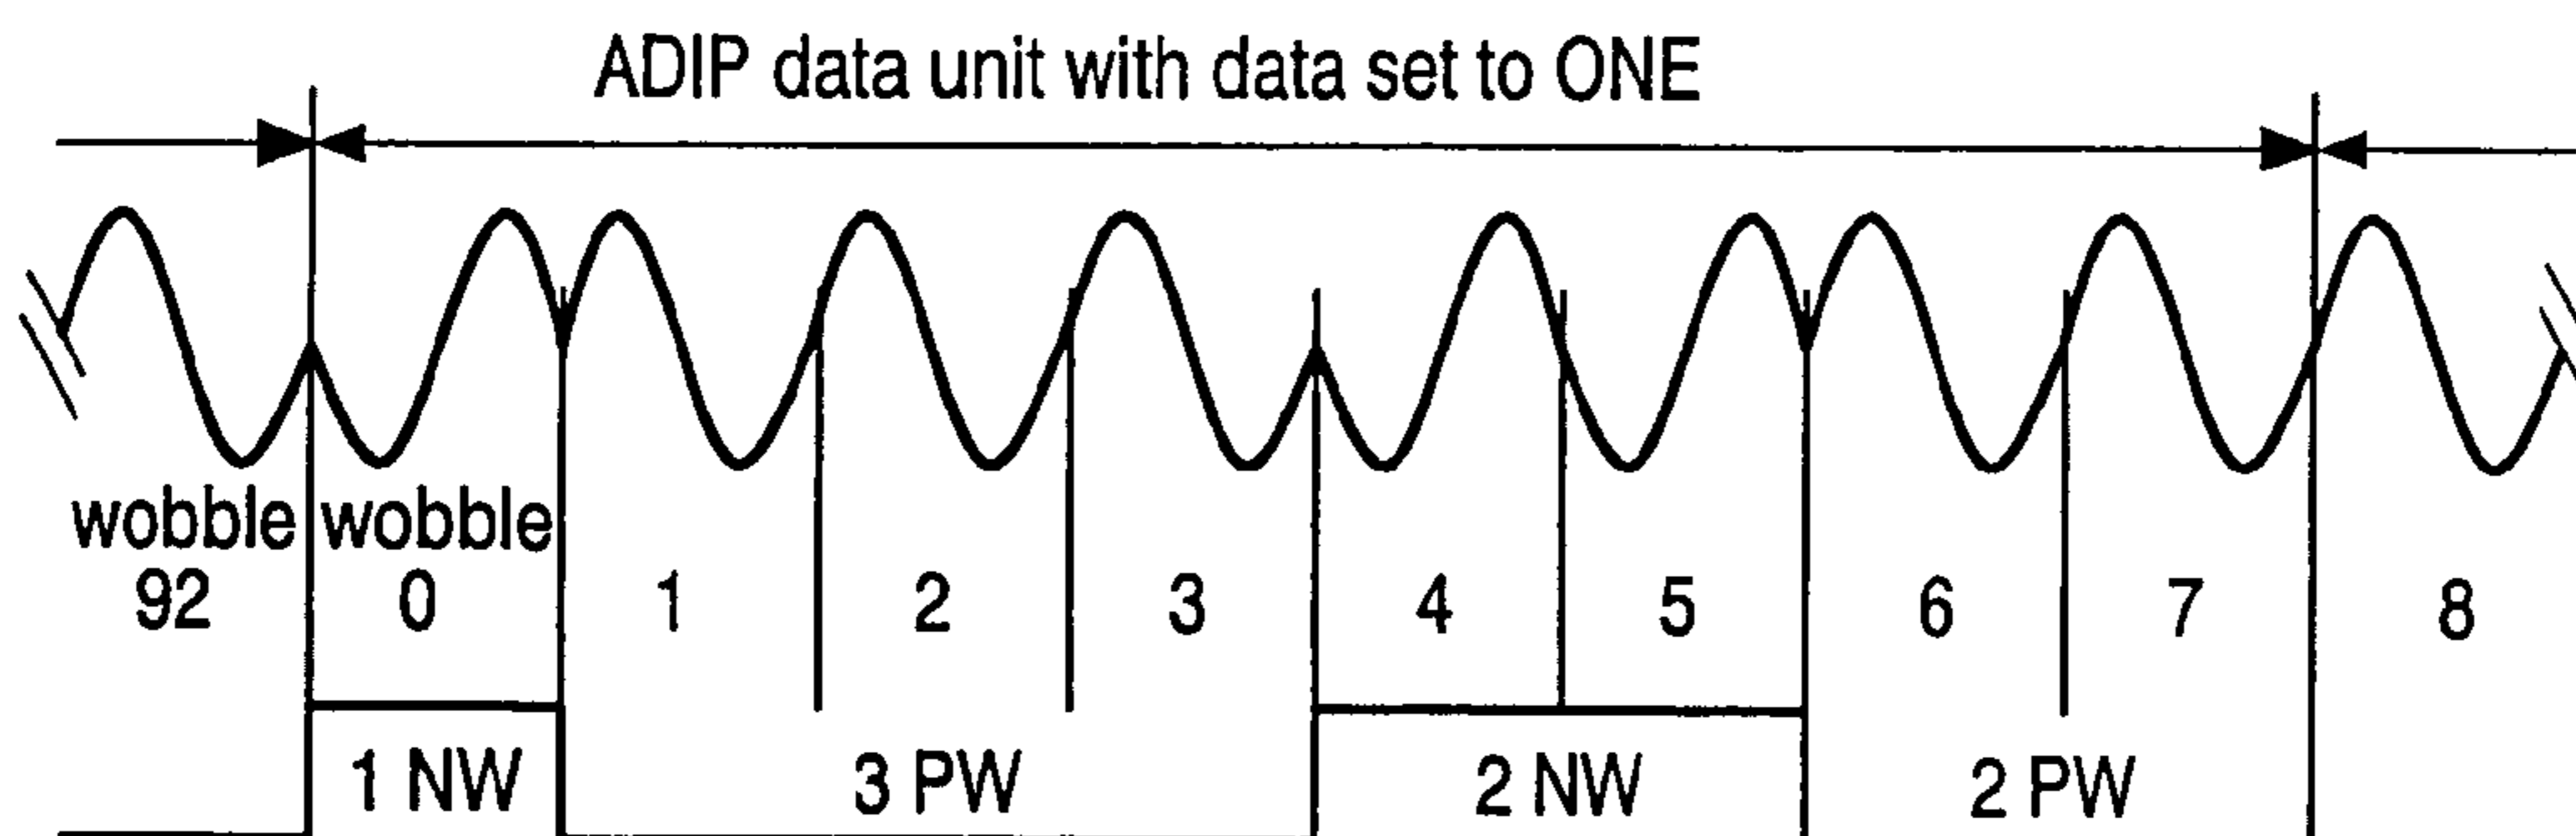 ADIP data unit with data set to ONE
wobble wobble
92 0 1 2 3 4 5 6 7 8
1 NW 3 PW 2 NW 2 PW